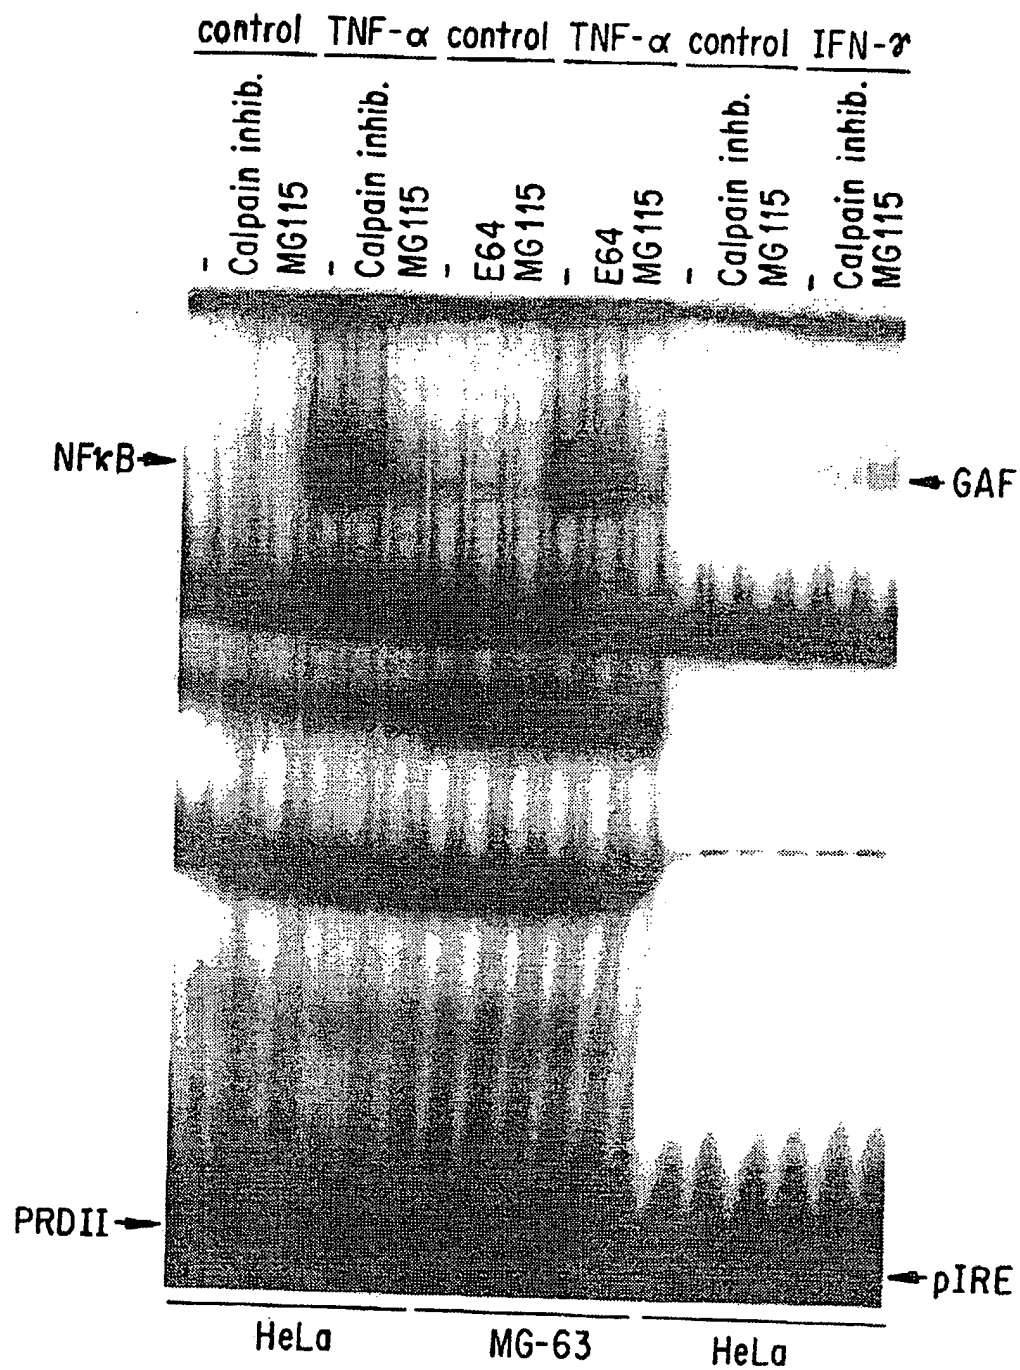 control TNF-α control TNF-α control IFN-γ
- Calpain inhib. MG115 - Calpain inhib. MG115 - E64 MG115 - E64 MG115 - Calpain inhb. MG115 - Calpain inhib. MG115
NFκB
GAF
PRDII
pIRE
HeLa MG-63 HeLa